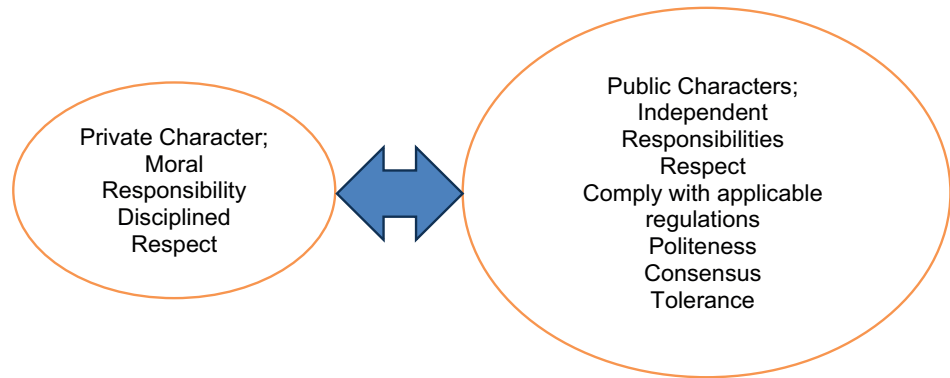 Private Character;
Moral
Responsibility
Disciplined
Respect
Public Characters;
Independent
Responsibilities
Respect
Comply with applicable
regulations
Politeness
Consensus
Tolerance